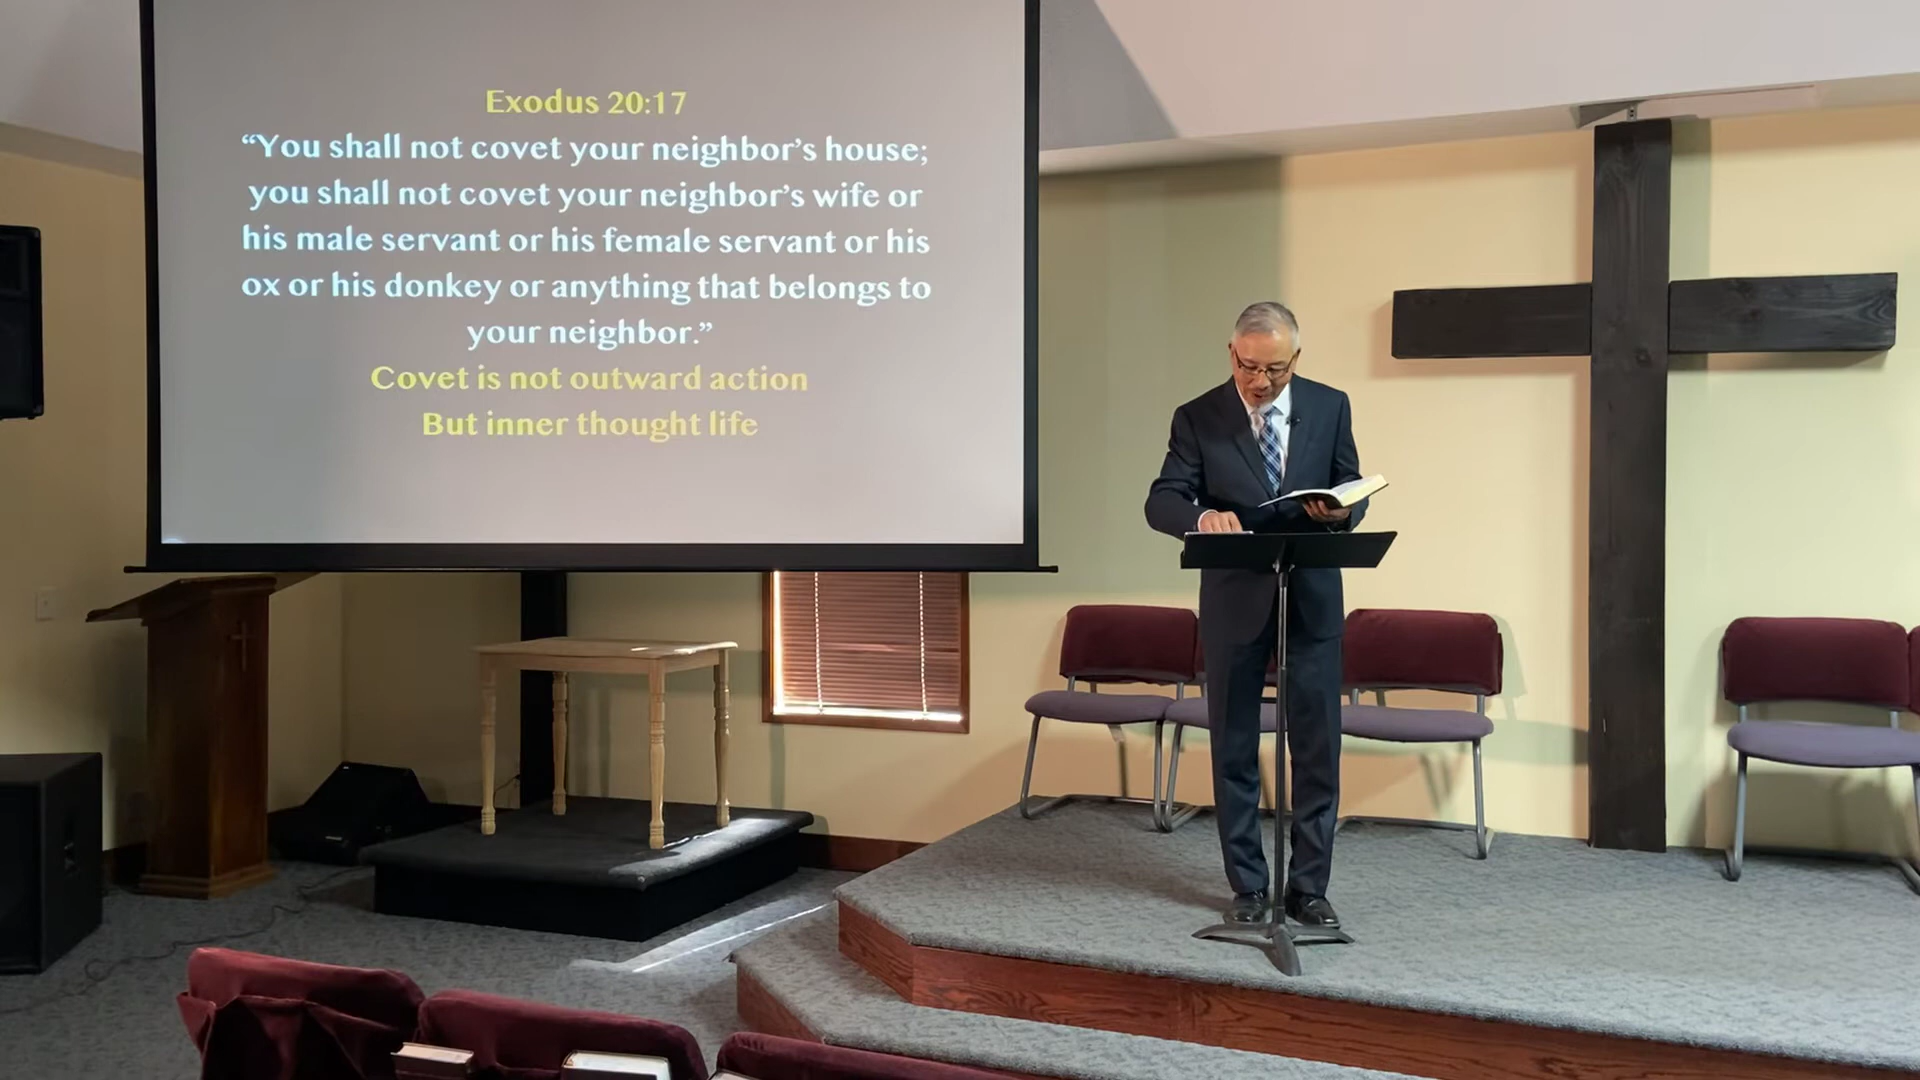 Exodus 20:17
“You shall not covet your neighbor’s house;
you shall not covet your neighbor’s wife or
his male servant or his female servant or his
ox or his donkey or anything that belongs to
your neighbor.”
Covet is not outward action
But inner thought life